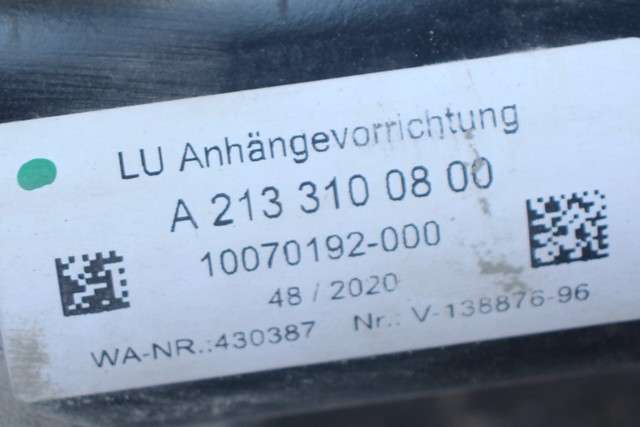 LU Anhängevorrichtung
A 213 310 08 00
10070192-000
48 / 2020
WA-NR.:430387 Nr.: V-138876-96